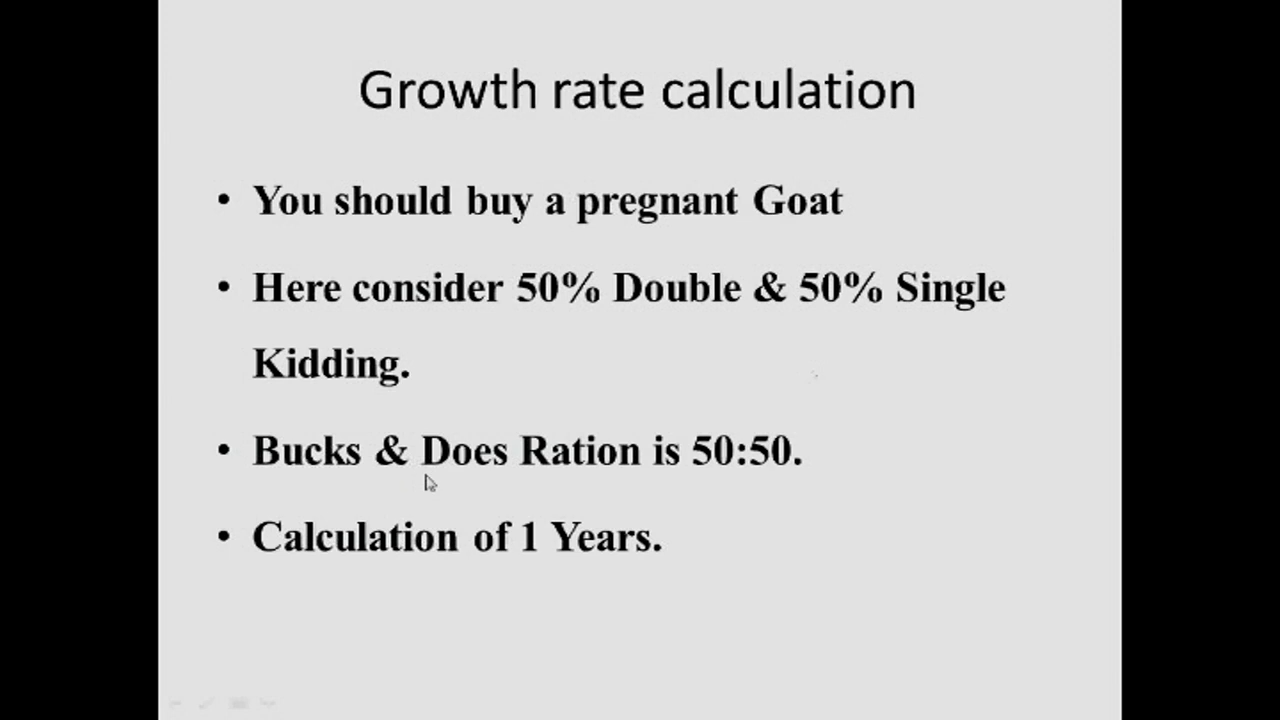 Growth rate calculation
• You should buy a pregnant Goat
• Here consider 50% Double & 50% Single
Kidding.
• Bucks & Does Ration is 50:50.
• Calculation of 1 Years.